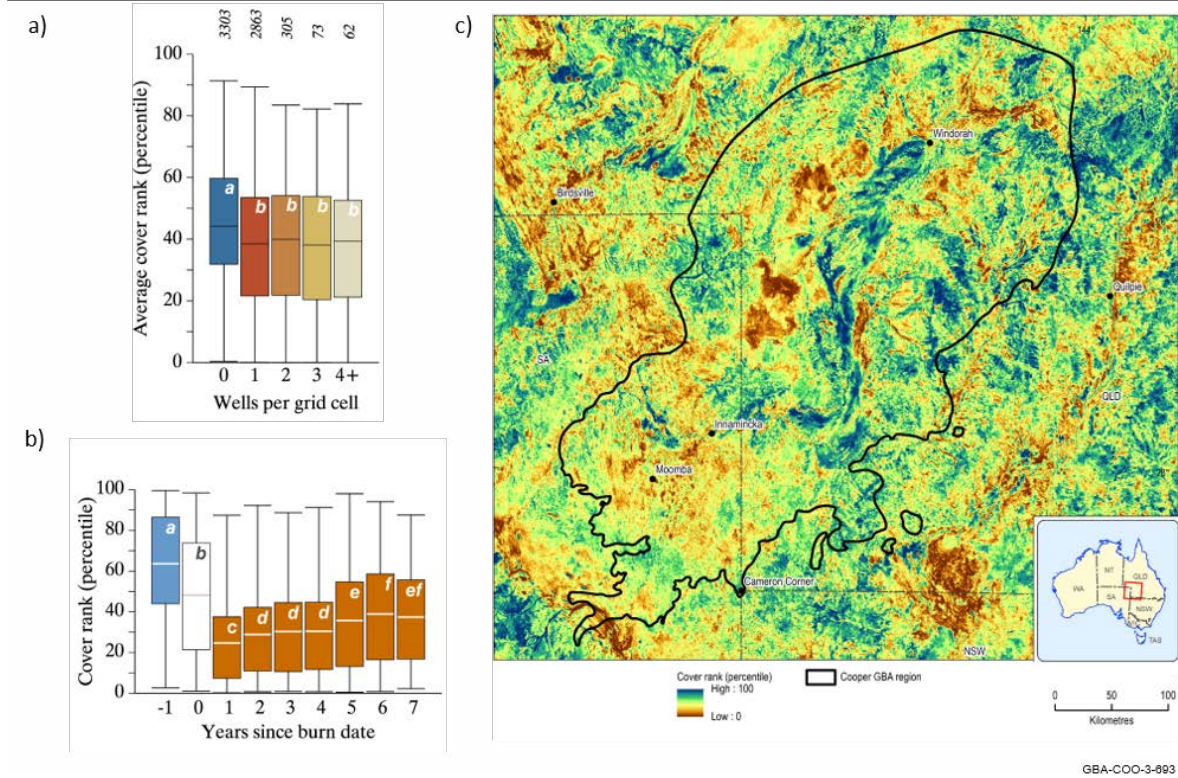 a)
3303 2863 305 73 62
100
80
60
40
20
0
Average cover rank (percentile)
a b b b b
0 1 2 3 4+
Wells per grid cell
b)
100
80
60
40
20
0
Cover rank (percentile)
a b c d d d e f ef
-1 0 1 2 3 4 5 6 7
Years since burn date
c)
144
Windorah
Birdsville
Quilpie
SA
QLD
Innamincka
Moomba
Cameron Corner
NSW
NT
QLD
WA
SA
NSW
TAS
Cover rank (percentile)
High : 100
Low : 0
Cooper GBA region
0 50 100
Kilometres
GBA-COO-3-693